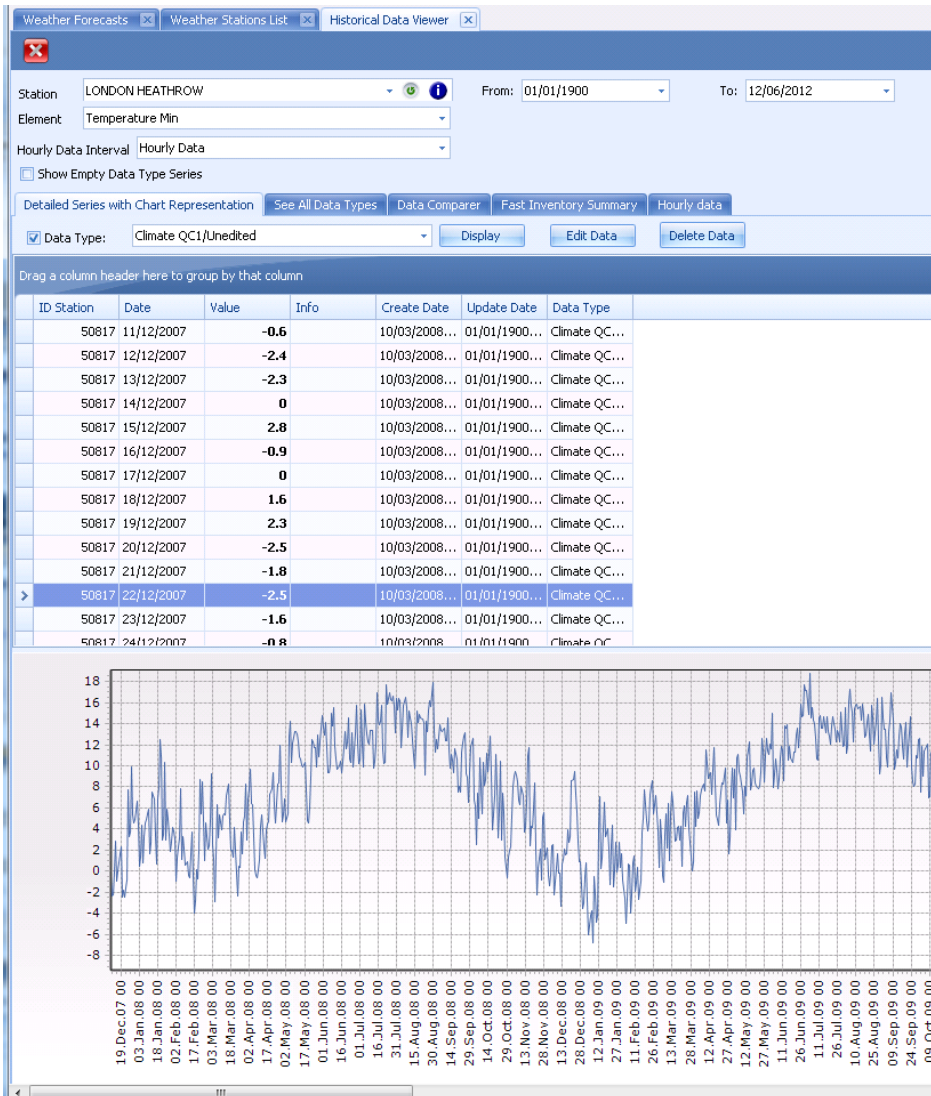 Weather Forecasts Weather Stations List Historical Data Viewer
Station LONDON HEATHROW From: 01/01/1900 To: 12/06/2012
Element Temperature Min
Hourly Data Interval Hourly Data
Show Empty Data Type Series
Detailed Series with Chart Representation See All Data Types Data Comparer Fast Inventory Summary Hourly data
Data Type: Climate QC1/Unedited Display Edit Data Delete Data
Drag a column header here to group by that column
ID Station Date Value Info Create Date Update Date Data Type
50817 11/12/2007 -0.6 10/03/2008... 01/01/1900... Climate QC...
50817 12/12/2007 -2.4 10/03/2008... 01/01/1900... Climate QC...
50817 13/12/2007 -2.3 10/03/2008... 01/01/1900... Climate QC...
50817 14/12/2007 0 10/03/2008... 01/01/1900... Climate QC...
50817 15/12/2007 2.8 10/03/2008... 01/01/1900... Climate QC...
50817 16/12/2007 -0.9 10/03/2008... 01/01/1900... Climate QC...
50817 17/12/2007 0 10/03/2008... 01/01/1900... Climate QC...
50817 18/12/2007 1.6 10/03/2008... 01/01/1900... Climate QC...
50817 19/12/2007 2.3 10/03/2008... 01/01/1900... Climate QC...
50817 20/12/2007 -2.5 10/03/2008... 01/01/1900... Climate QC...
50817 21/12/2007 -1.8 10/03/2008... 01/01/1900... Climate QC...
50817 22/12/2007 -2.5 10/03/2008... 01/01/1900... Climate QC...
50817 23/12/2007 -1.6 10/03/2008... 01/01/1900... Climate QC...
50817 24/12/2007 -0.8 10/03/2008 01/01/1900 Climate QC
18
16
14
12
10
8
6
4
2
0
-2
-4
-6
-8
19.Dec.07 00
03.Jan.08 00
18.Jan.08 00
02.Feb.08 00
17.Feb.08 00
03.Mar.08 00
18.Mar.08 00
02.Apr.08 00
17.Apr.08 00
02.May.08 00
17.May.08 00
01.Jun.08 00
16.Jun.08 00
01.Jul.08 00
16.Jul.08 00
31.Jul.08 00
15.Aug.08 00
30.Aug.08 00
14.Sep.08 00
29.Sep.08 00
14.Oct.08 00
29.Oct.08 00
13.Nov.08 00
28.Nov.08 00
13.Dec.08 00
28.Dec.08 00
12.Jan.09 00
27.Jan.09 00
11.Feb.09 00
26.Feb.09 00
13.Mar.09 00
28.Mar.09 00
12.Apr.09 00
27.Apr.09 00
12.May.09 00
27.May.09 00
11.Jun.09 00
26.Jun.09 00
11.Jul.09 00
26.Jul.09 00
10.Aug.09 00
25.Aug.09 00
09.Sep.09 00
24.Sep.09 00
09.Oct.09 00